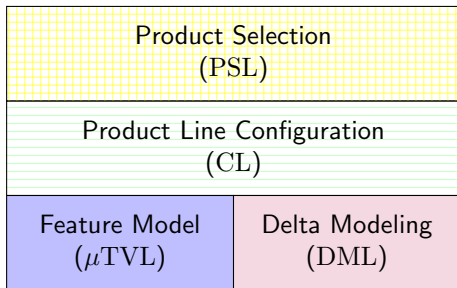 Product Selection
(PSL)
Product Line Configuration
(CL)
Feature Model
(μTVL)
Delta Modeling
(DML)